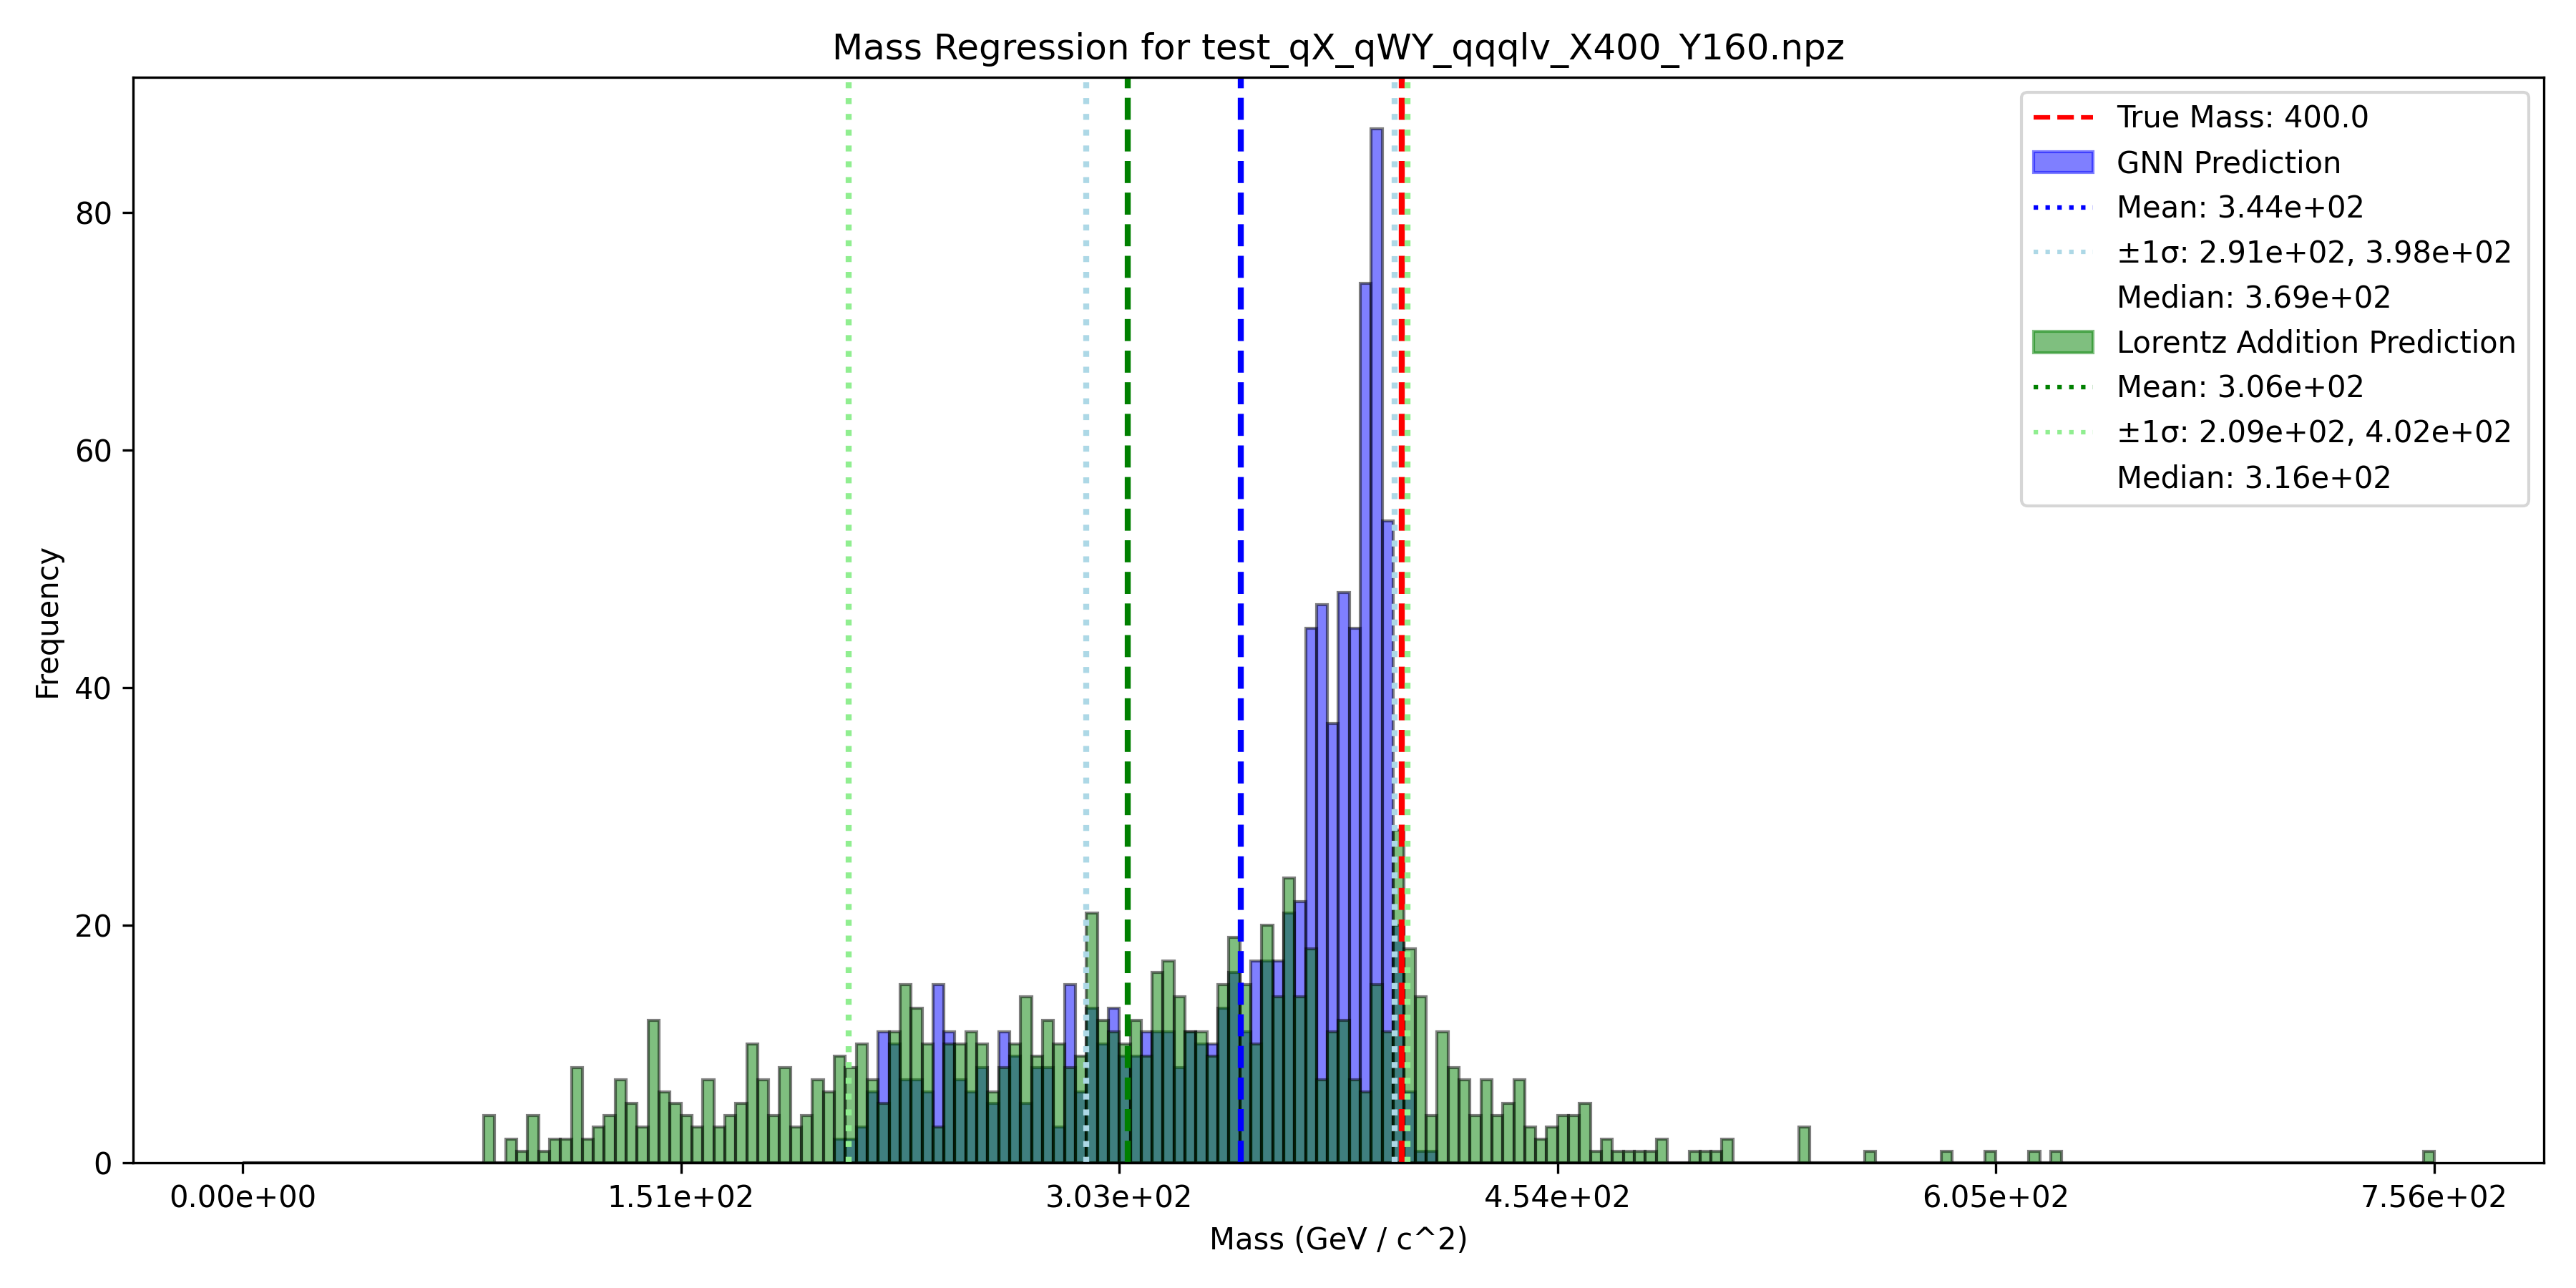 Mass Regression for test_qX_qWY_qqqlv_X400_Y160.npz
True Mass: 400.0
GNN Prediction
Mean: 3.44e+02
±1σ: 2.91e+02, 3.98e+02
Median: 3.69e+02
Lorentz Addition Prediction
Mean: 3.06e+02
±1σ: 2.09e+02, 4.02e+02
Median: 3.16e+02
Frequency
80
60
40
20
0
0.00e+00 1.51e+02 3.03e+02 4.54e+02 6.05e+02 7.56e+02
Mass (GeV / c^2)